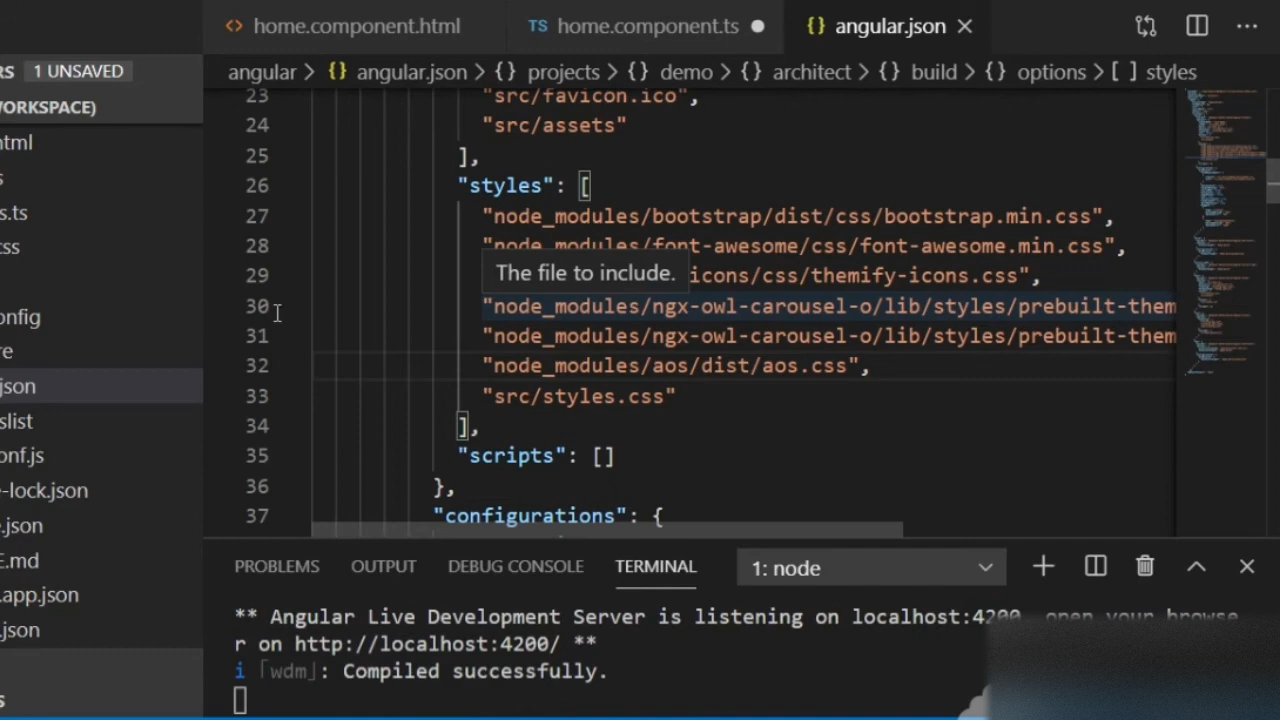 home.component.html TS home.component.ts {} angular.json
RS 1 UNSAVED
angular > {} angular.json > {} projects > {} demo > {} architect > {} build > {} options > [ ] styles
WORKSPACE)
html
s
s.ts
css
onfig
re
json
slist
onf.js
-lock.json
e.json
E.md
.app.json
.json
s
23 "src/favicon.ico",
24 "src/assets"
25 ],
26 "styles": [
27 "node_modules/bootstrap/dist/css/bootstrap.min.css",
28 "node_modules/font-awesome/css/font-awesome.min.css",
The file to include.
29 icons/css/themify-icons.css",
30 "node_modules/ngx-owl-carousel-o/lib/styles/prebuilt-them
31 "node_modules/ngx-owl-carousel-o/lib/styles/prebuilt-them
32 "node_modules/aos/dist/aos.css",
33 "src/styles.css"
34 ],
35 "scripts": []
36 },
37 "configurations": {
PROBLEMS OUTPUT DEBUG CONSOLE TERMINAL 1: node
** Angular Live Development Server is listening on localhost:4200, open your browse
r on http://localhost:4200/ **
i ｢wdm｣: Compiled successfully.